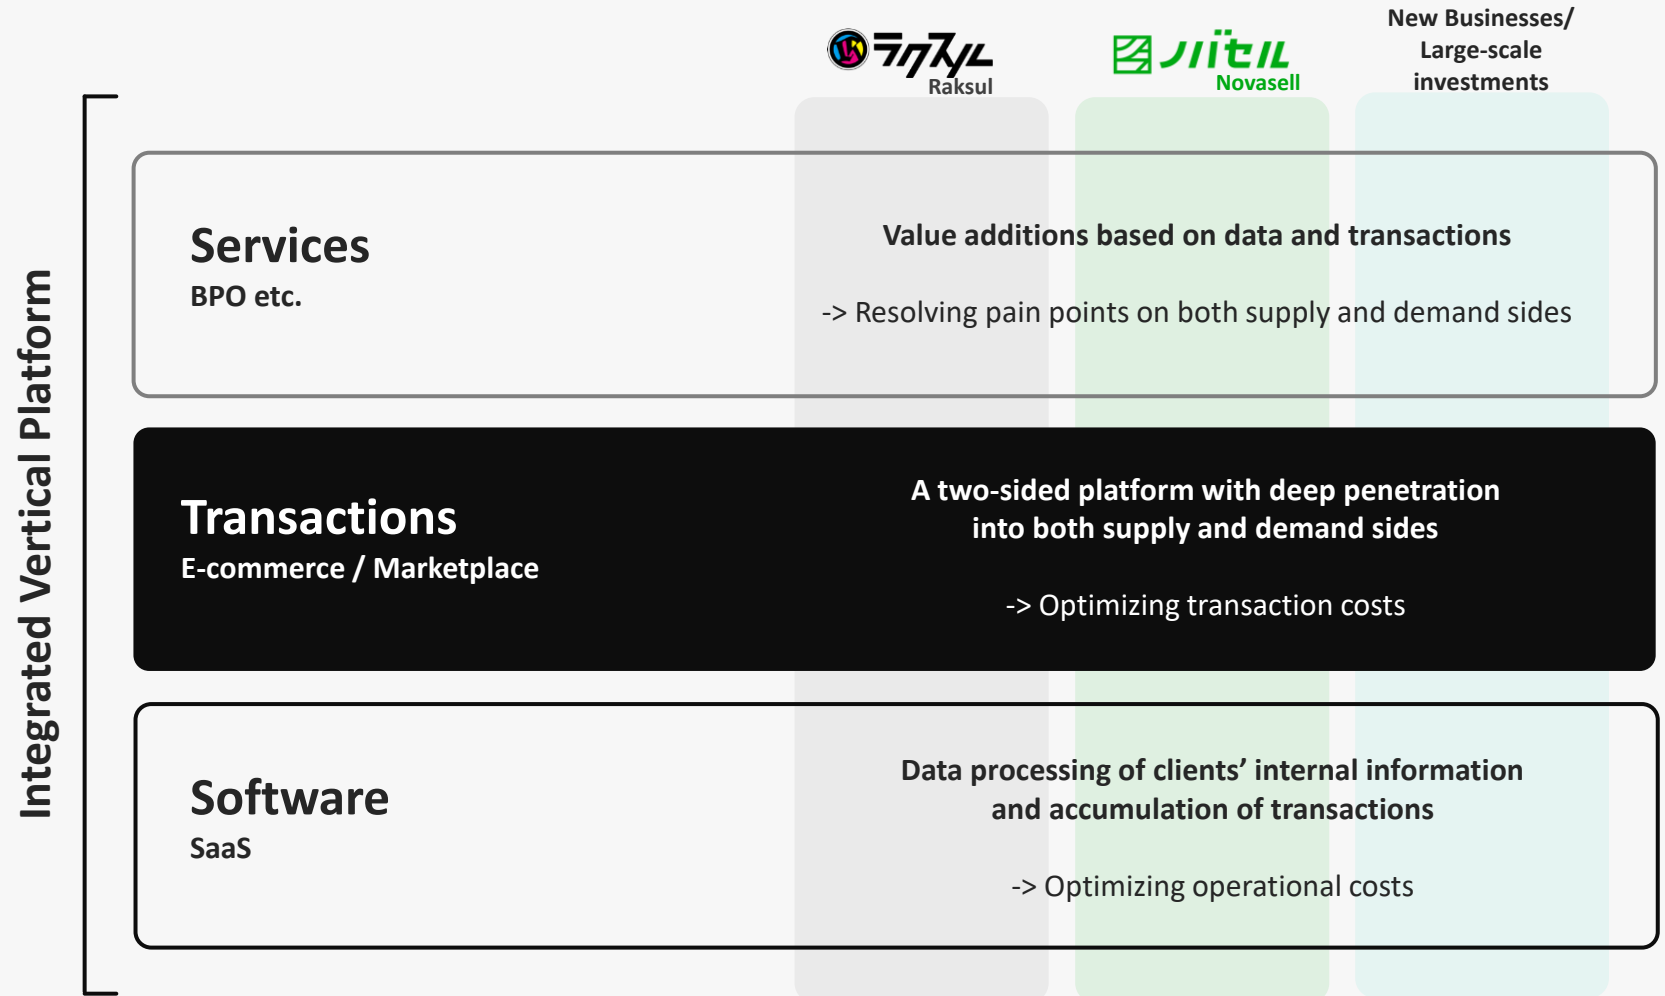 ラクスル
Raksul
ノバセル
Novasell
New Businesses/
Large-scale
investments
Integrated Vertical Platform
Services
BPO etc.
Value additions based on data and transactions
-> Resolving pain points on both supply and demand sides
Transactions
E-commerce / Marketplace
A two-sided platform with deep penetration
into both supply and demand sides
-> Optimizing transaction costs
Software
SaaS
Data processing of clients’ internal information
and accumulation of transactions
-> Optimizing operational costs